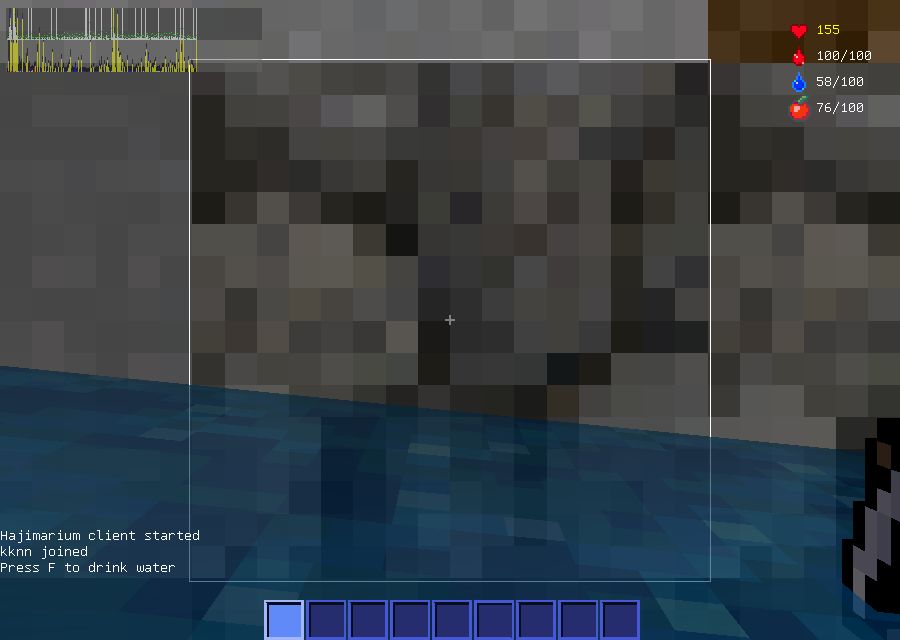 155
100/100
58/100
76/100
Hajimarium client started
kknn joined
Press F to drink water